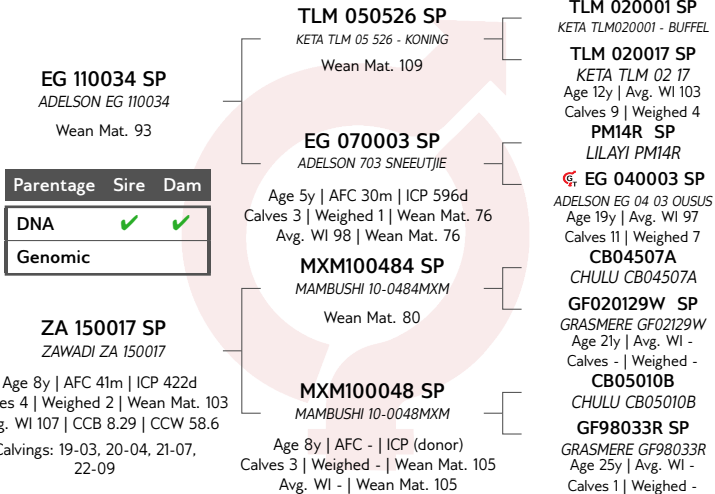 EG 110034 SP
ADELSON EG 110034
Wean Mat. 93
Parentage Sire Dam
DNA ✔ ✔
Genomic
ZA 150017 SP
ZAWADI ZA 150017
Age 8y | AFC 41m | ICP 422d
es 4 | Weighed 2 | Wean Mat. 103
g. WI 107 | CCB 8.29 | CCW 58.6
Calvings: 19-03, 20-04, 21-07,
22-09
TLM 050526 SP
KETA TLM 05 526 - KONING
Wean Mat. 109
EG 070003 SP
ADELSON 703 SNEEUTJIE
Age 5y | AFC 30m | ICP 596d
Calves 3 | Weighed 1 | Wean Mat. 76
Avg. WI 98 | Wean Mat. 76
MXM100484 SP
MAMBUSHI 10-0484MXM
Wean Mat. 80
MXM100048 SP
MAMBUSHI 10-0048MXM
Age 8y | AFC - | ICP (donor)
Calves 3 | Weighed - | Wean Mat. 105
Avg. WI - | Wean Mat. 105
TLM 020001 SP
KETA TLM020001 - BUFFEL
TLM 020017 SP
KETA TLM 02 17
Age 12y | Avg. WI 103
Calves 9 | Weighed 4
PM14R SP
LILAYI PM14R
EG 040003 SP
ADELSON EG 04 03 OUSUS
Age 19y | Avg. WI 97
Calves 11 | Weighed 7
CB04507A
CHULU CB04507A
GF020129W SP
GRASMERE GF02129W
Age 21y | Avg. WI -
Calves - | Weighed -
CB05010B
CHULU CB05010B
GF98033R SP
GRASMERE GF98033R
Age 25y | Avg. WI -
Calves 1 | Weighed -